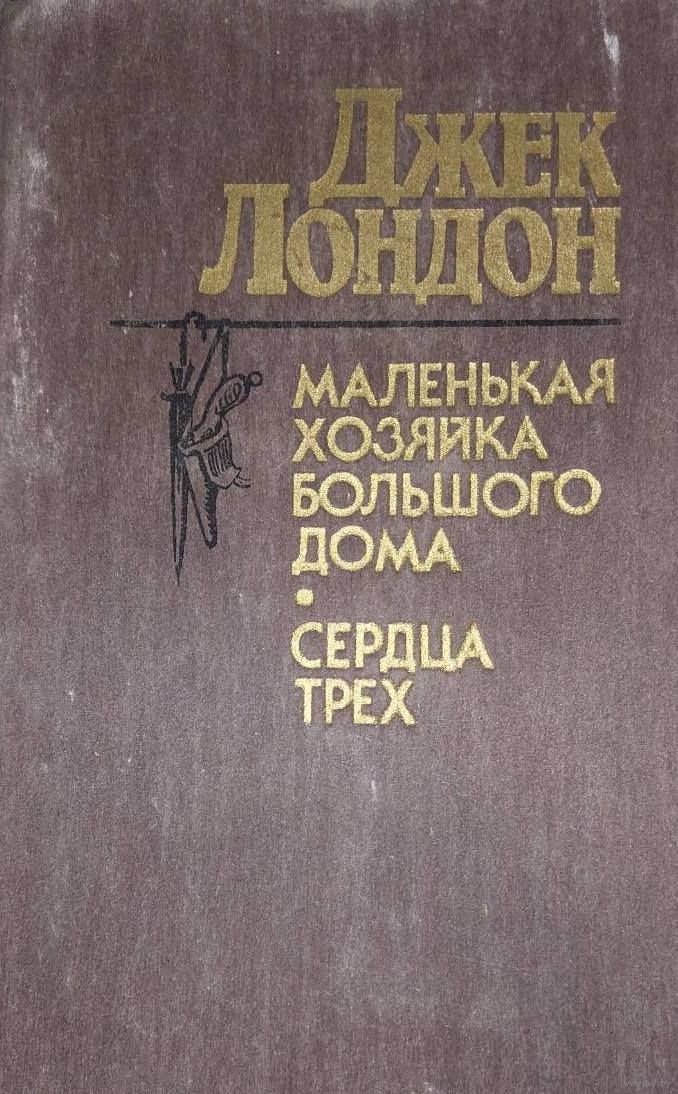 Джек
Лондон
МАЛЕНЬКАЯ
ХОЗЯЙКА
БОЛЬШОГО
ДОМА
•
СЕРДЦА
ТРЕХ